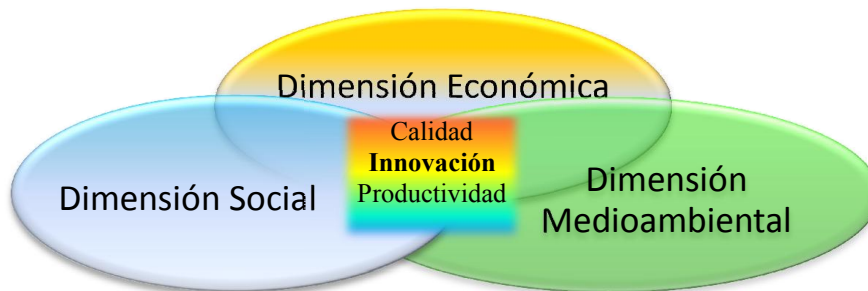 Dimensión Económica
Calidad
Innovación
Productividad
Dimensión Social
Dimensión
Medioambiental